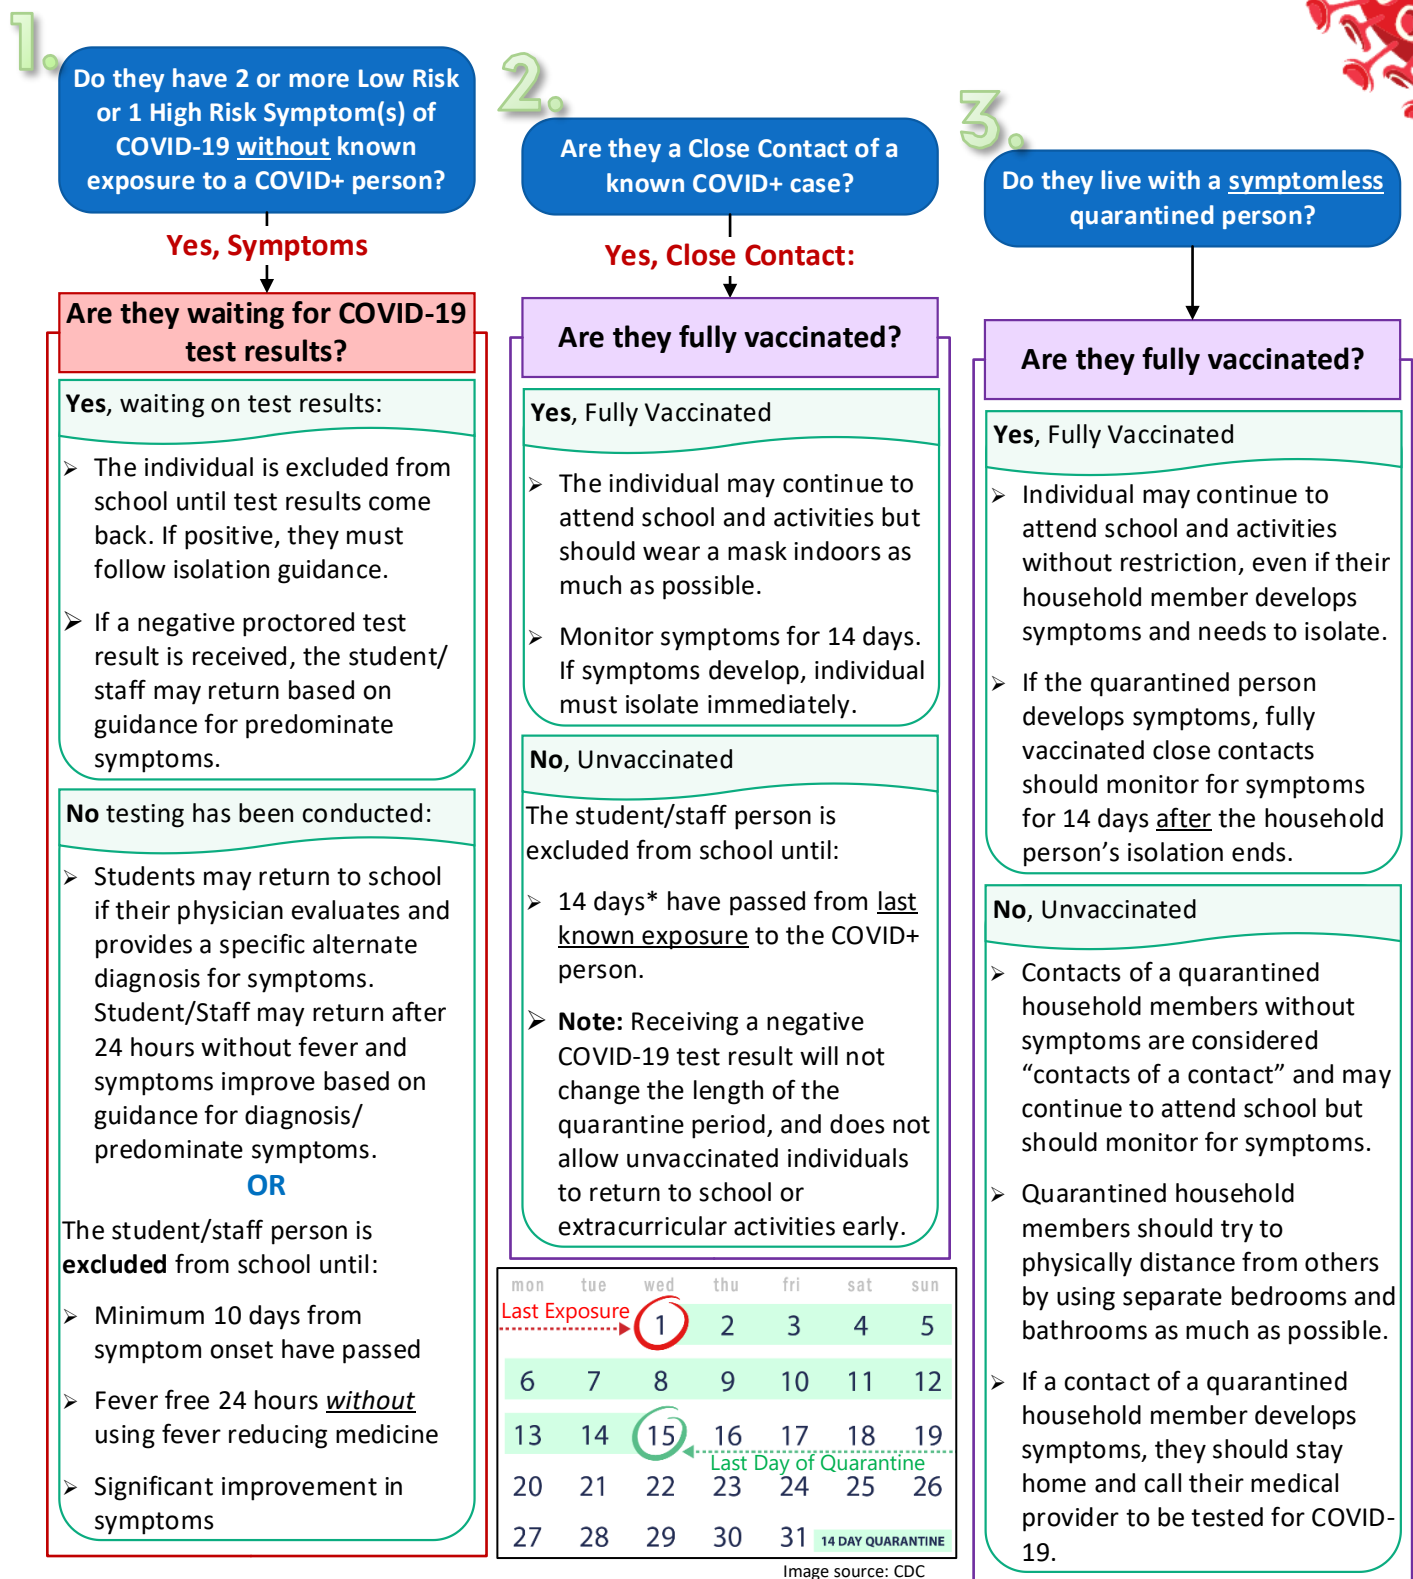 1.
Do they have 2 or more Low Risk
or 1 High Risk Symptom(s) of
COVID-19 without known
exposure to a COVID+ person?
Yes, Symptoms
Are they waiting for COVID-19
test results?
Yes, waiting on test results:
➢ The individual is excluded from
school until test results come
back. If positive, they must
follow isolation guidance.
➢ If a negative proctored test
result is received, the student/
staff may return based on
guidance for predominate
symptoms.
No testing has been conducted:
➢ Students may return to school
if their physician evaluates and
provides a specific alternate
diagnosis for symptoms.
Student/Staff may return after
24 hours without fever and
symptoms improve based on
guidance for diagnosis/
predominate symptoms.
OR
The student/staff person is
excluded from school until:
➢ Minimum 10 days from
symptom onset have passed
➢ Fever free 24 hours without
using fever reducing medicine
➢ Significant improvement in
symptoms
2.
Are they a Close Contact of a
known COVID+ case?
Yes, Close Contact:
Are they fully vaccinated?
Yes, Fully Vaccinated
➢ The individual may continue to
attend school and activities but
should wear a mask indoors as
much as possible.
➢ Monitor symptoms for 14 days.
If symptoms develop, individual
must isolate immediately.
No, Unvaccinated
The student/staff person is
excluded from school until:
➢ 14 days* have passed from last
known exposure to the COVID+
person.
➢ Note: Receiving a negative
COVID-19 test result will not
change the length of the
quarantine period, and does not
allow unvaccinated individuals
to return to school or
extracurricular activities early.
mon tue wed thu fri sat sun
Last Exposure
1 2 3 4 5
6 7 8 9 10 11 12
13 14 15 16 17 18 19
Last Day of Quarantine
20 21 22 23 24 25 26
27 28 29 30 31 14 DAY QUARANTINE
Image source: CDC
3.
Do they live with a symptomless
quarantined person?
Are they fully vaccinated?
Yes, Fully Vaccinated
➢ Individual may continue to
attend school and activities
without restriction, even if their
household member develops
symptoms and needs to isolate.
➢ If the quarantined person
develops symptoms, fully
vaccinated close contacts
should monitor for symptoms
for 14 days after the household
person's isolation ends.
No, Unvaccinated
➢ Contacts of a quarantined
household members without
symptoms are considered
“contacts of a contact” and may
continue to attend school but
should monitor for symptoms.
➢ Quarantined household
members should try to
physically distance from others
by using separate bedrooms and
bathrooms as much as possible.
➢ If a contact of a quarantined
household member develops
symptoms, they should stay
home and call their medical
provider to be tested for COVID-
19.